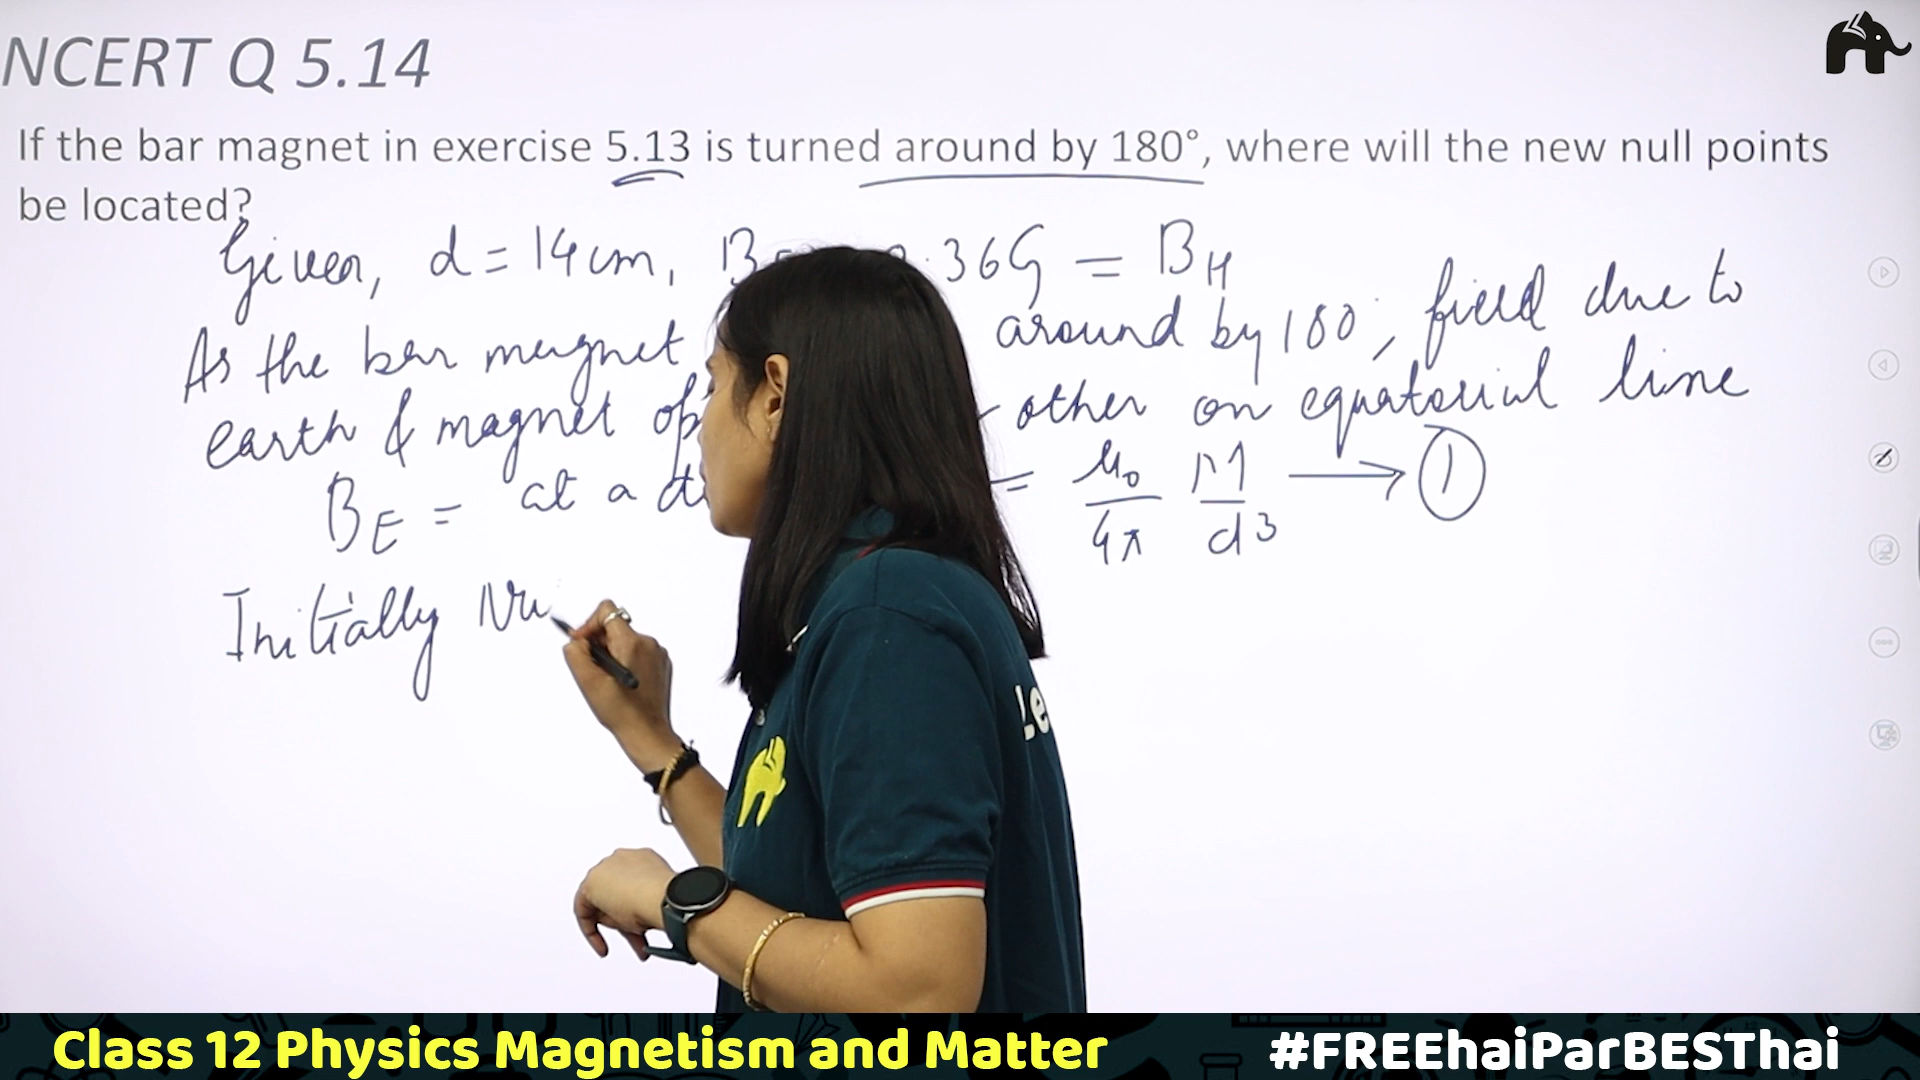 NCERT Q 5.14
If the bar magnet in exercise 5.13 is turned around by 180°, where will the new null points
be located?
Given, d = 14 cm, B .36G = B_H
As the bar magnet around by 180°, field due to
earth & magnet other on equatorial line
B_E = at a = μ₀/4π M/d³ → ①
Initially Nu
Le
Class 12 Physics Magnetism and Matter
#FREEhaiParBESThai